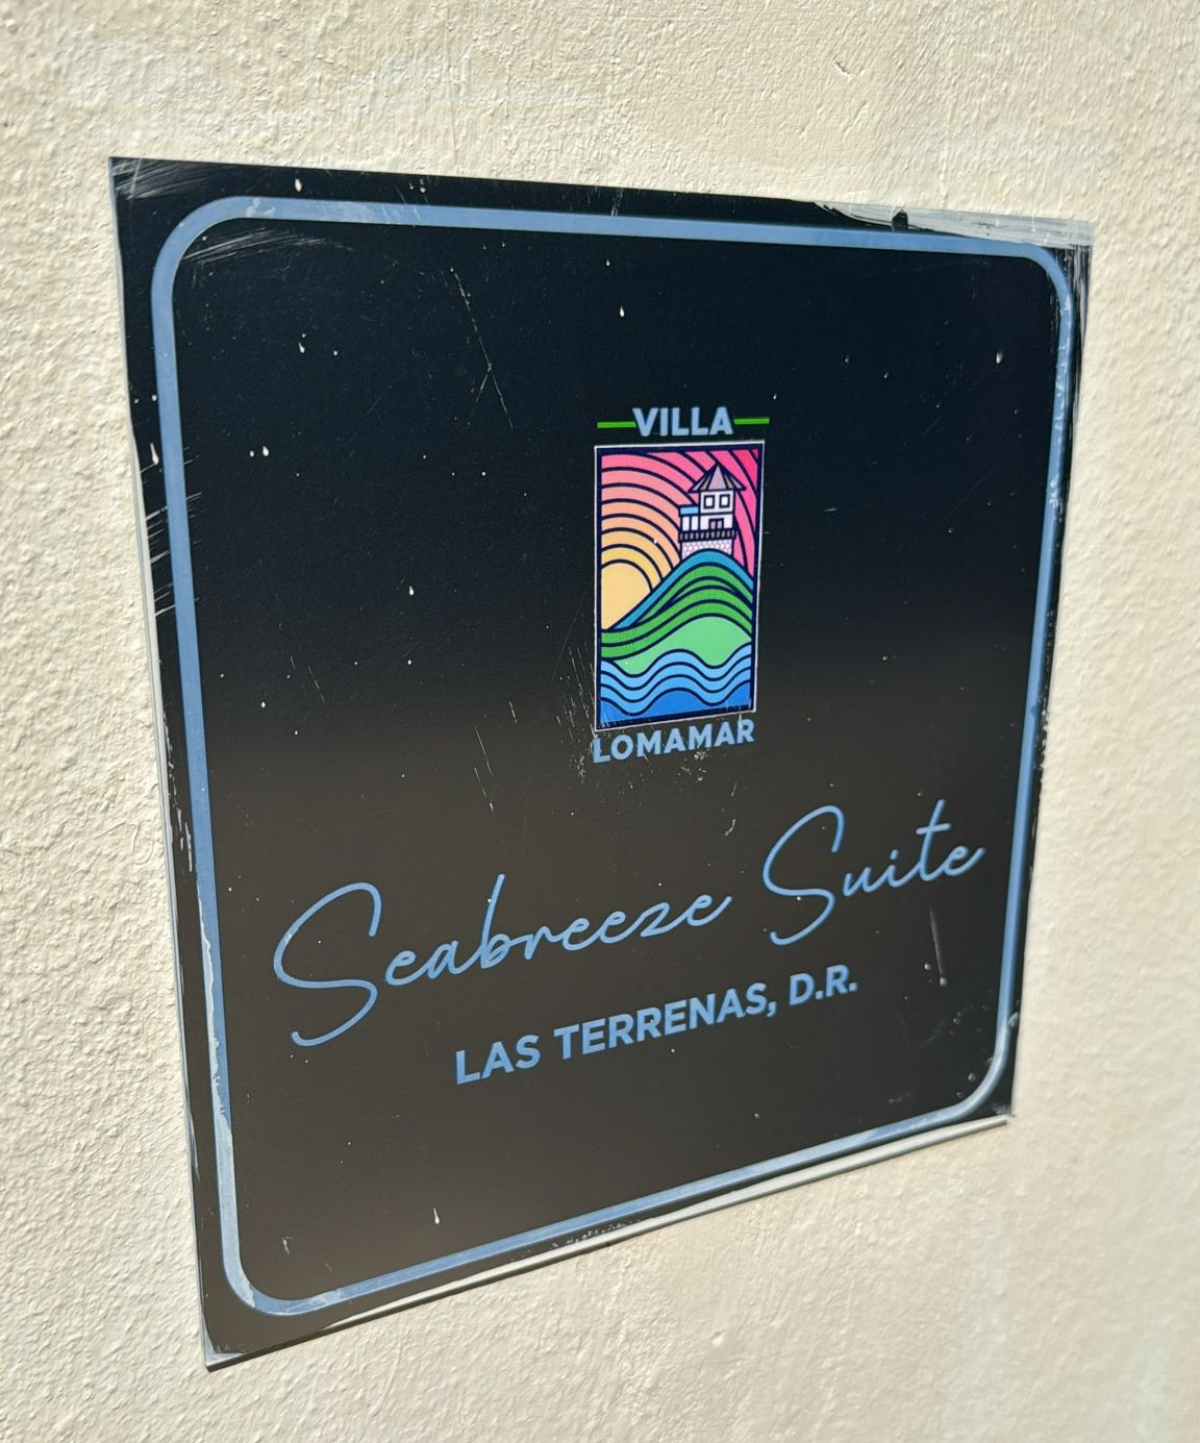 VILLA
LOMAMAR
Seabreeze Suite
LAS TERRENAS, D.R.